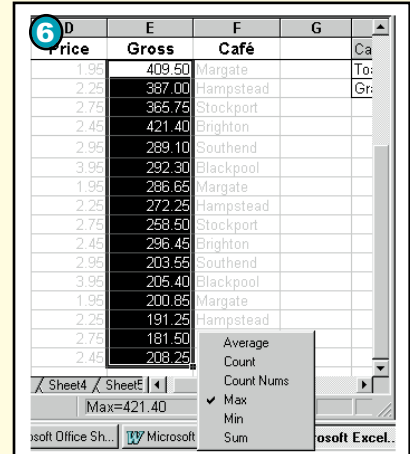 6
D E F G
Price Gross Café Ca
1.95 409.50 Margate To
2.25 387.00 Hampstead Gra
2.75 365.75 Stockport
2.45 421.40 Brighton
2.95 289.10 Southend
3.95 292.30 Blackpool
1.95 286.65 Margate
2.25 272.25 Hampstead
2.75 258.50 Stockport
2.45 296.45 Brighton
2.95 203.55 Southend
3.95 205.40 Blackpool
1.95 200.85 Margate
2.25 191.25 Hampstead
2.75 181.50
2.45 208.25
Average
Count
Count Nums
Max
Min
Sum
Sheet4 Sheet5
Max=421.40
osoft Office Sh... Microsoft rosoft Excel...